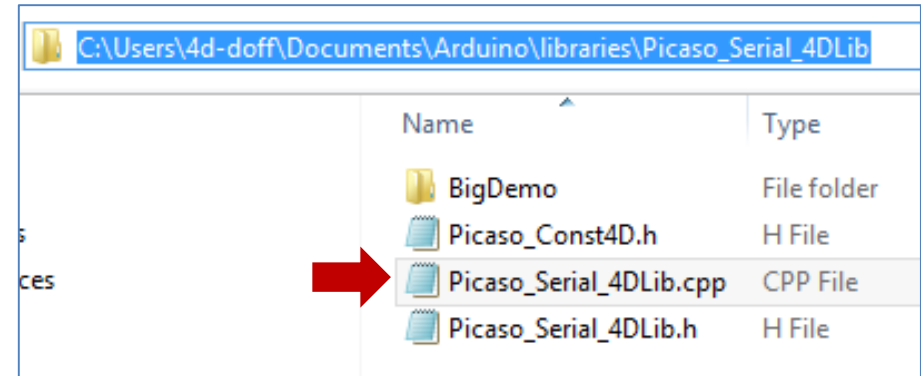 C:\Users\4d-doff\Documents\Arduino\libraries\Picaso_Serial_4DLib
Name Type
BigDemo File folder
Picaso_Const4D.h H File
ces Picaso_Serial_4DLib.cpp CPP File
Picaso_Serial_4DLib.h H File